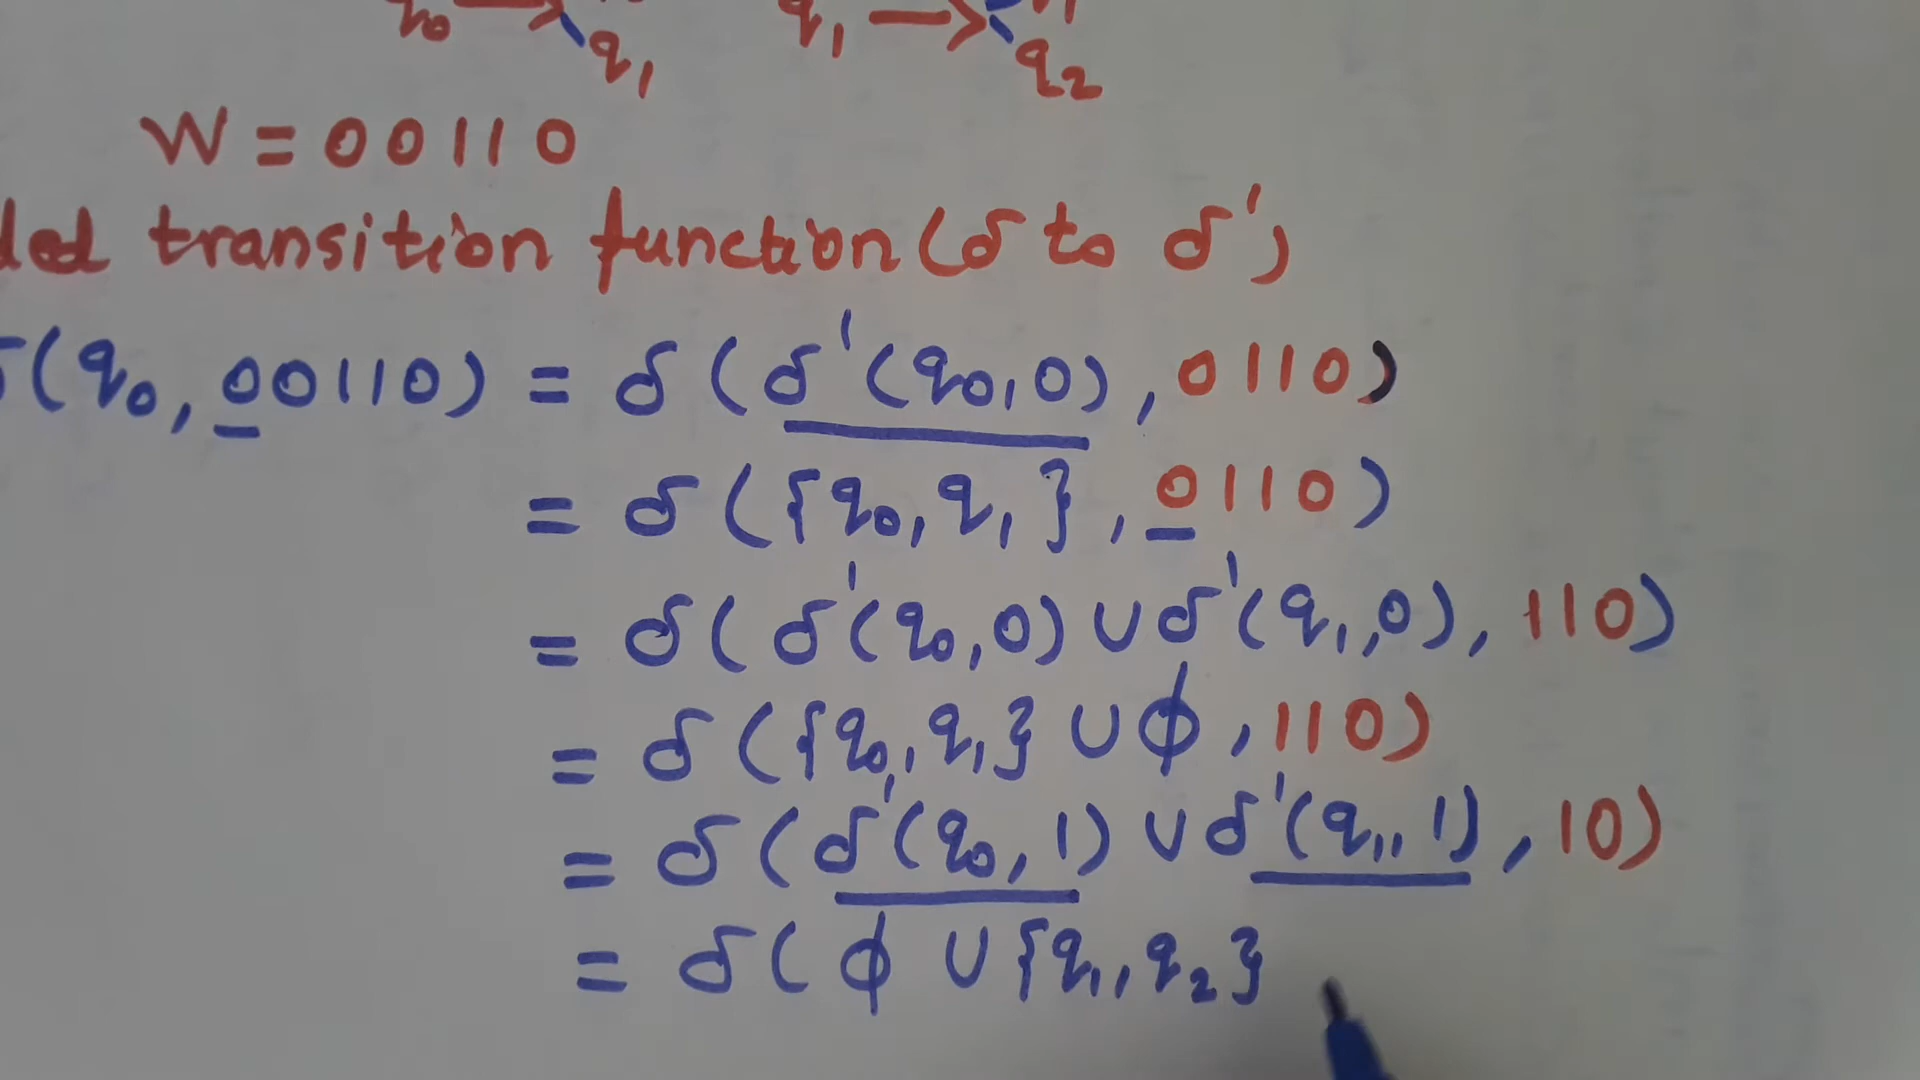 q0 → q1 q1 → q2
W = 00110
ded transition function (δ to δ')
δ(q0, 00110) = δ(δ'(q0,0), 0110)
= δ({q0, q1}, 0110)
= δ(δ'(q0,0) ∪ δ'(q1,0), 110)
= δ({q0, q1} ∪ ϕ, 110)
= δ(δ'(q0, 1) ∪ δ'(q1, 1), 10)
= δ(ϕ ∪ {q1, q2}